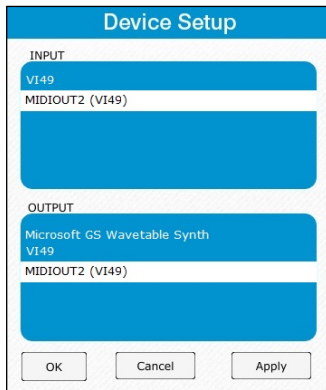 Device Setup
INPUT
VI49
MIDIOUT2 (VI49)
OUTPUT
Microsoft GS Wavetable Synth
VI49
MIDIOUT2 (VI49)
OK
Cancel
Apply